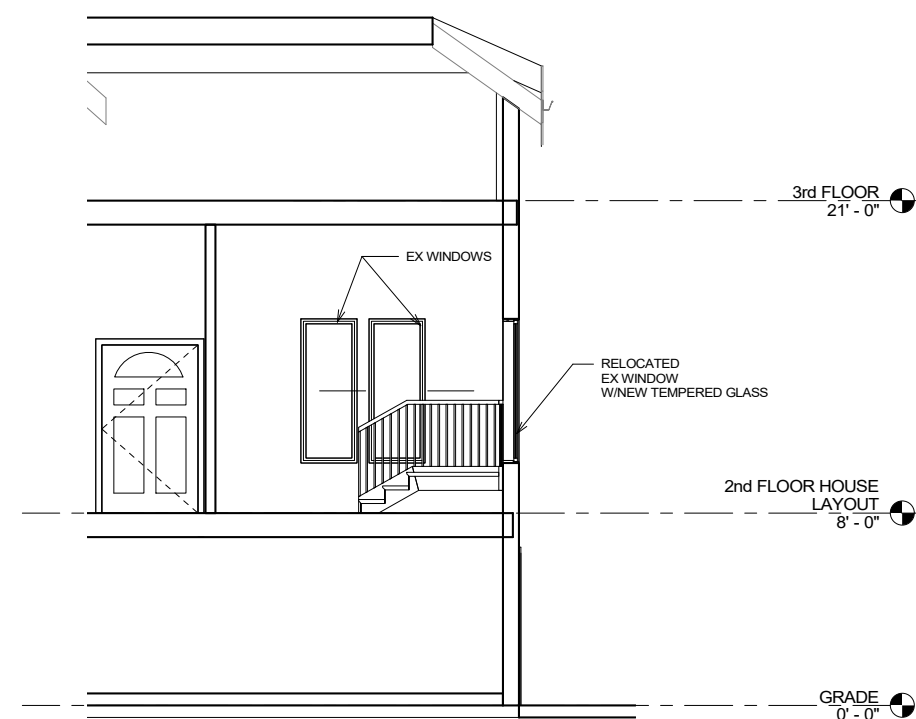 3rd FLOOR
21' - 0"
EX WINDOWS
RELOCATED
EX WINDOW
W/NEW TEMPERED GLASS
2nd FLOOR HOUSE
LAYOUT
8' - 0"
GRADE
0' - 0"